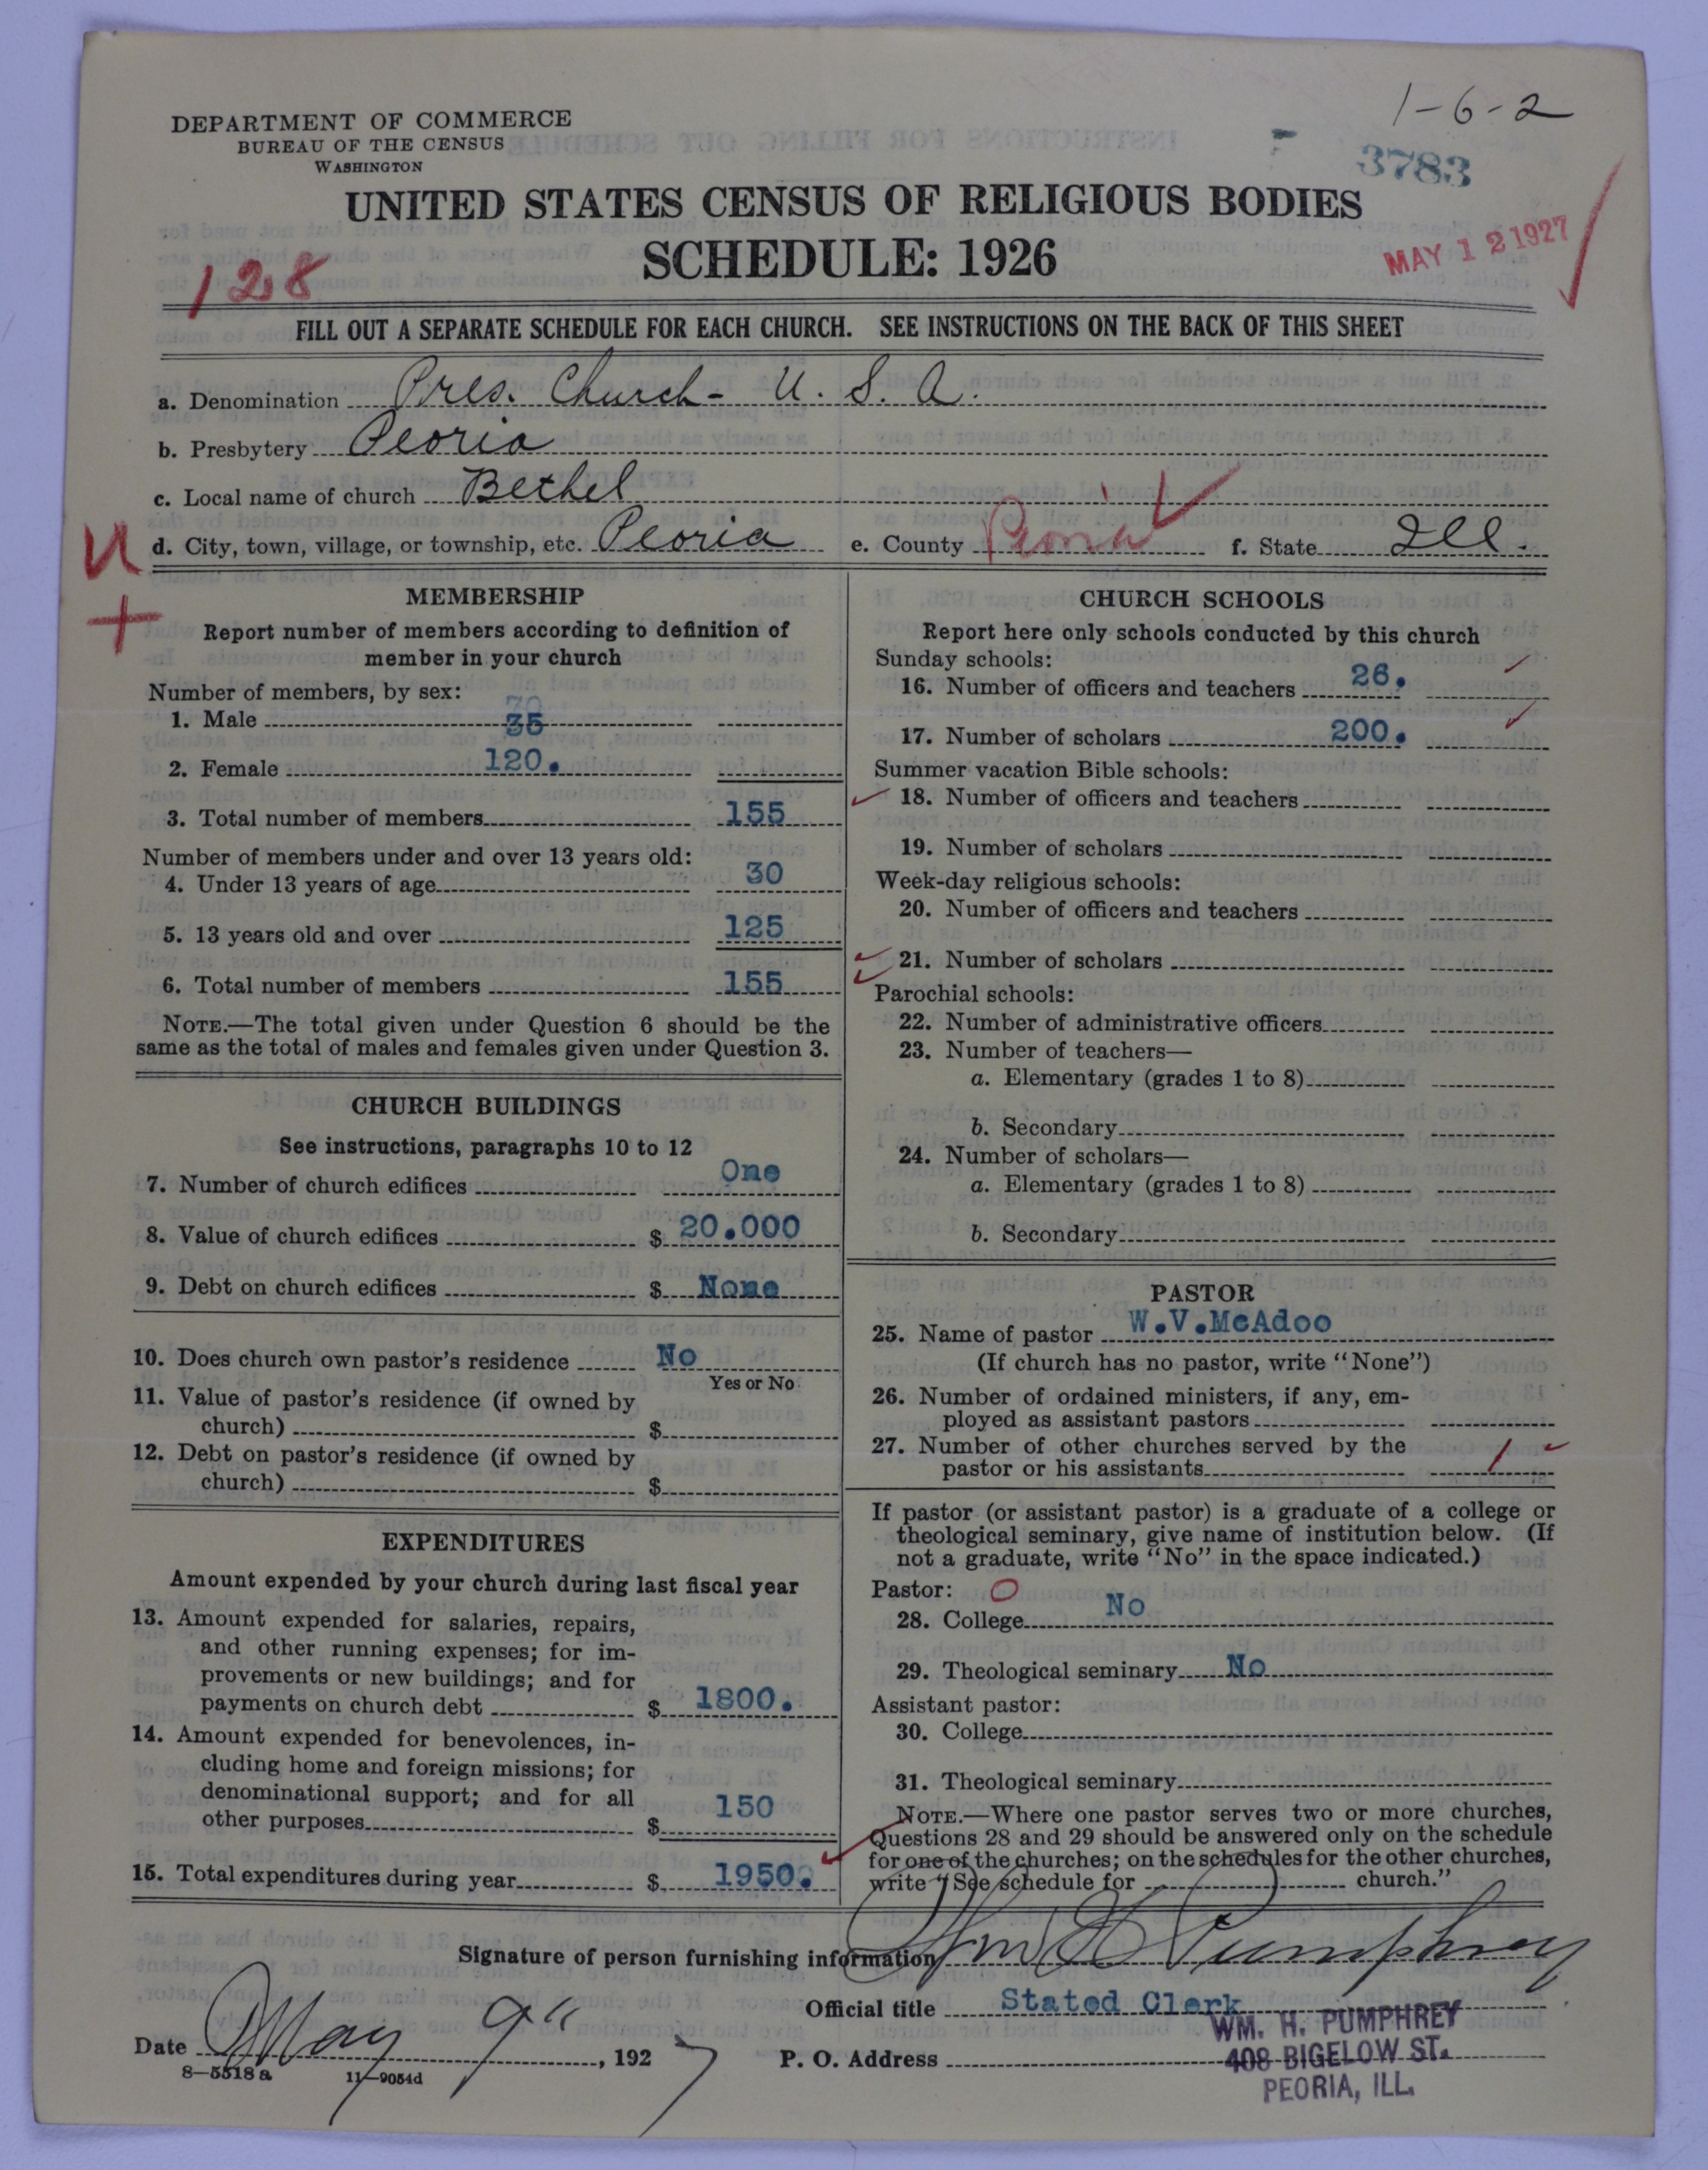 1-6-2
DEPARTMENT OF COMMERCE
BUREAU OF THE CENSUS
WASHINGTON
3783
UNITED STATES CENSUS OF RELIGIOUS BODIES
SCHEDULE: 1926
MAY 12 1927
128
FILL OUT A SEPARATE SCHEDULE FOR EACH CHURCH. SEE INSTRUCTIONS ON THE BACK OF THIS SHEET
a. Denomination Pres. Church - U. S. A.
b. Presbytery Peoria
c. Local name of church Bethel
d. City, town, village, or township, etc. Peoria e. County Peoria f. State Ill.
U
+
MEMBERSHIP
Report number of members according to definition of
member in your church
Number of members, by sex:
1. Male 35
2. Female 120.
3. Total number of members 155
Number of members under and over 13 years old:
4. Under 13 years of age 30
5. 13 years old and over 125
6. Total number of members 155
NOTE.—The total given under Question 6 should be the
same as the total of males and females given under Question 3.
CHURCH BUILDINGS
See instructions, paragraphs 10 to 12
7. Number of church edifices One
8. Value of church edifices $ 20.000
9. Debt on church edifices $ None
10. Does church own pastor's residence No
Yes or No
11. Value of pastor's residence (if owned by
church) $
12. Debt on pastor's residence (if owned by
church) $
EXPENDITURES
Amount expended by your church during last fiscal year
13. Amount expended for salaries, repairs,
and other running expenses; for im-
provements or new buildings; and for
payments on church debt $ 1800.
14. Amount expended for benevolences, in-
cluding home and foreign missions; for
denominational support; and for all
other purposes $ 150
15. Total expenditures during year $ 1950.
CHURCH SCHOOLS
Report here only schools conducted by this church
Sunday schools:
16. Number of officers and teachers 26.
17. Number of scholars 200.
Summer vacation Bible schools:
18. Number of officers and teachers
19. Number of scholars
Week-day religious schools:
20. Number of officers and teachers
21. Number of scholars
Parochial schools:
22. Number of administrative officers
23. Number of teachers—
a. Elementary (grades 1 to 8)
b. Secondary
24. Number of scholars—
a. Elementary (grades 1 to 8)
b. Secondary
PASTOR
25. Name of pastor W.V.McAdoo
(If church has no pastor, write "None")
26. Number of ordained ministers, if any, em-
ployed as assistant pastors
27. Number of other churches served by the
pastor or his assistants 1
If pastor (or assistant pastor) is a graduate of a college or
theological seminary, give name of institution below. (If
not a graduate, write "No" in the space indicated.)
Pastor: O
28. College No
29. Theological seminary No
Assistant pastor:
30. College
31. Theological seminary
NOTE.—Where one pastor serves two or more churches,
Questions 28 and 29 should be answered only on the schedule
for one of the churches; on the schedules for the other churches,
write "See schedule for church."
Signature of person furnishing information Wm H Pumphrey
Official title Stated Clerk
Date May 9", 1927
P. O. Address WM. H. PUMPHREY
408 BIGELOW ST.
PEORIA, ILL.
8—5518a 11—9054d